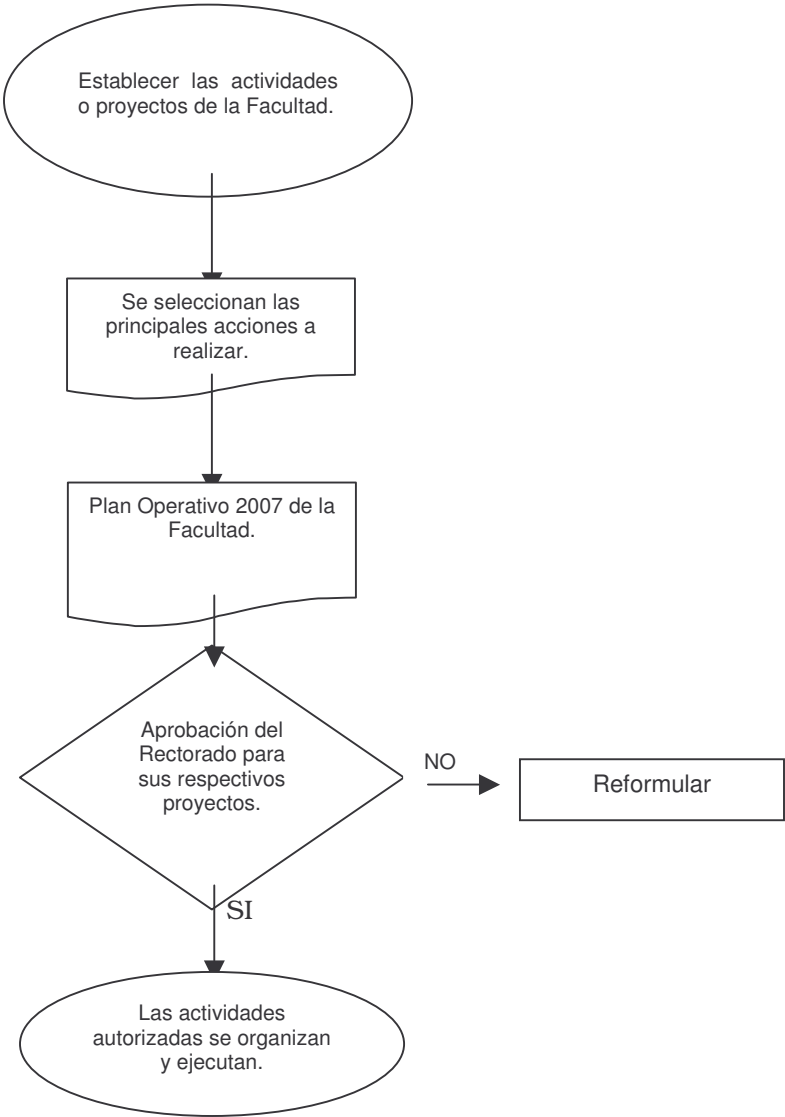 Establecer las actividades
o proyectos de la Facultad.
Se seleccionan las
principales acciones a
realizar.
Plan Operativo 2007 de la
Facultad.
Aprobación del
Rectorado para
sus respectivos
proyectos.
NO
Reformular
SI
Las actividades
autorizadas se organizan
y ejecutan.